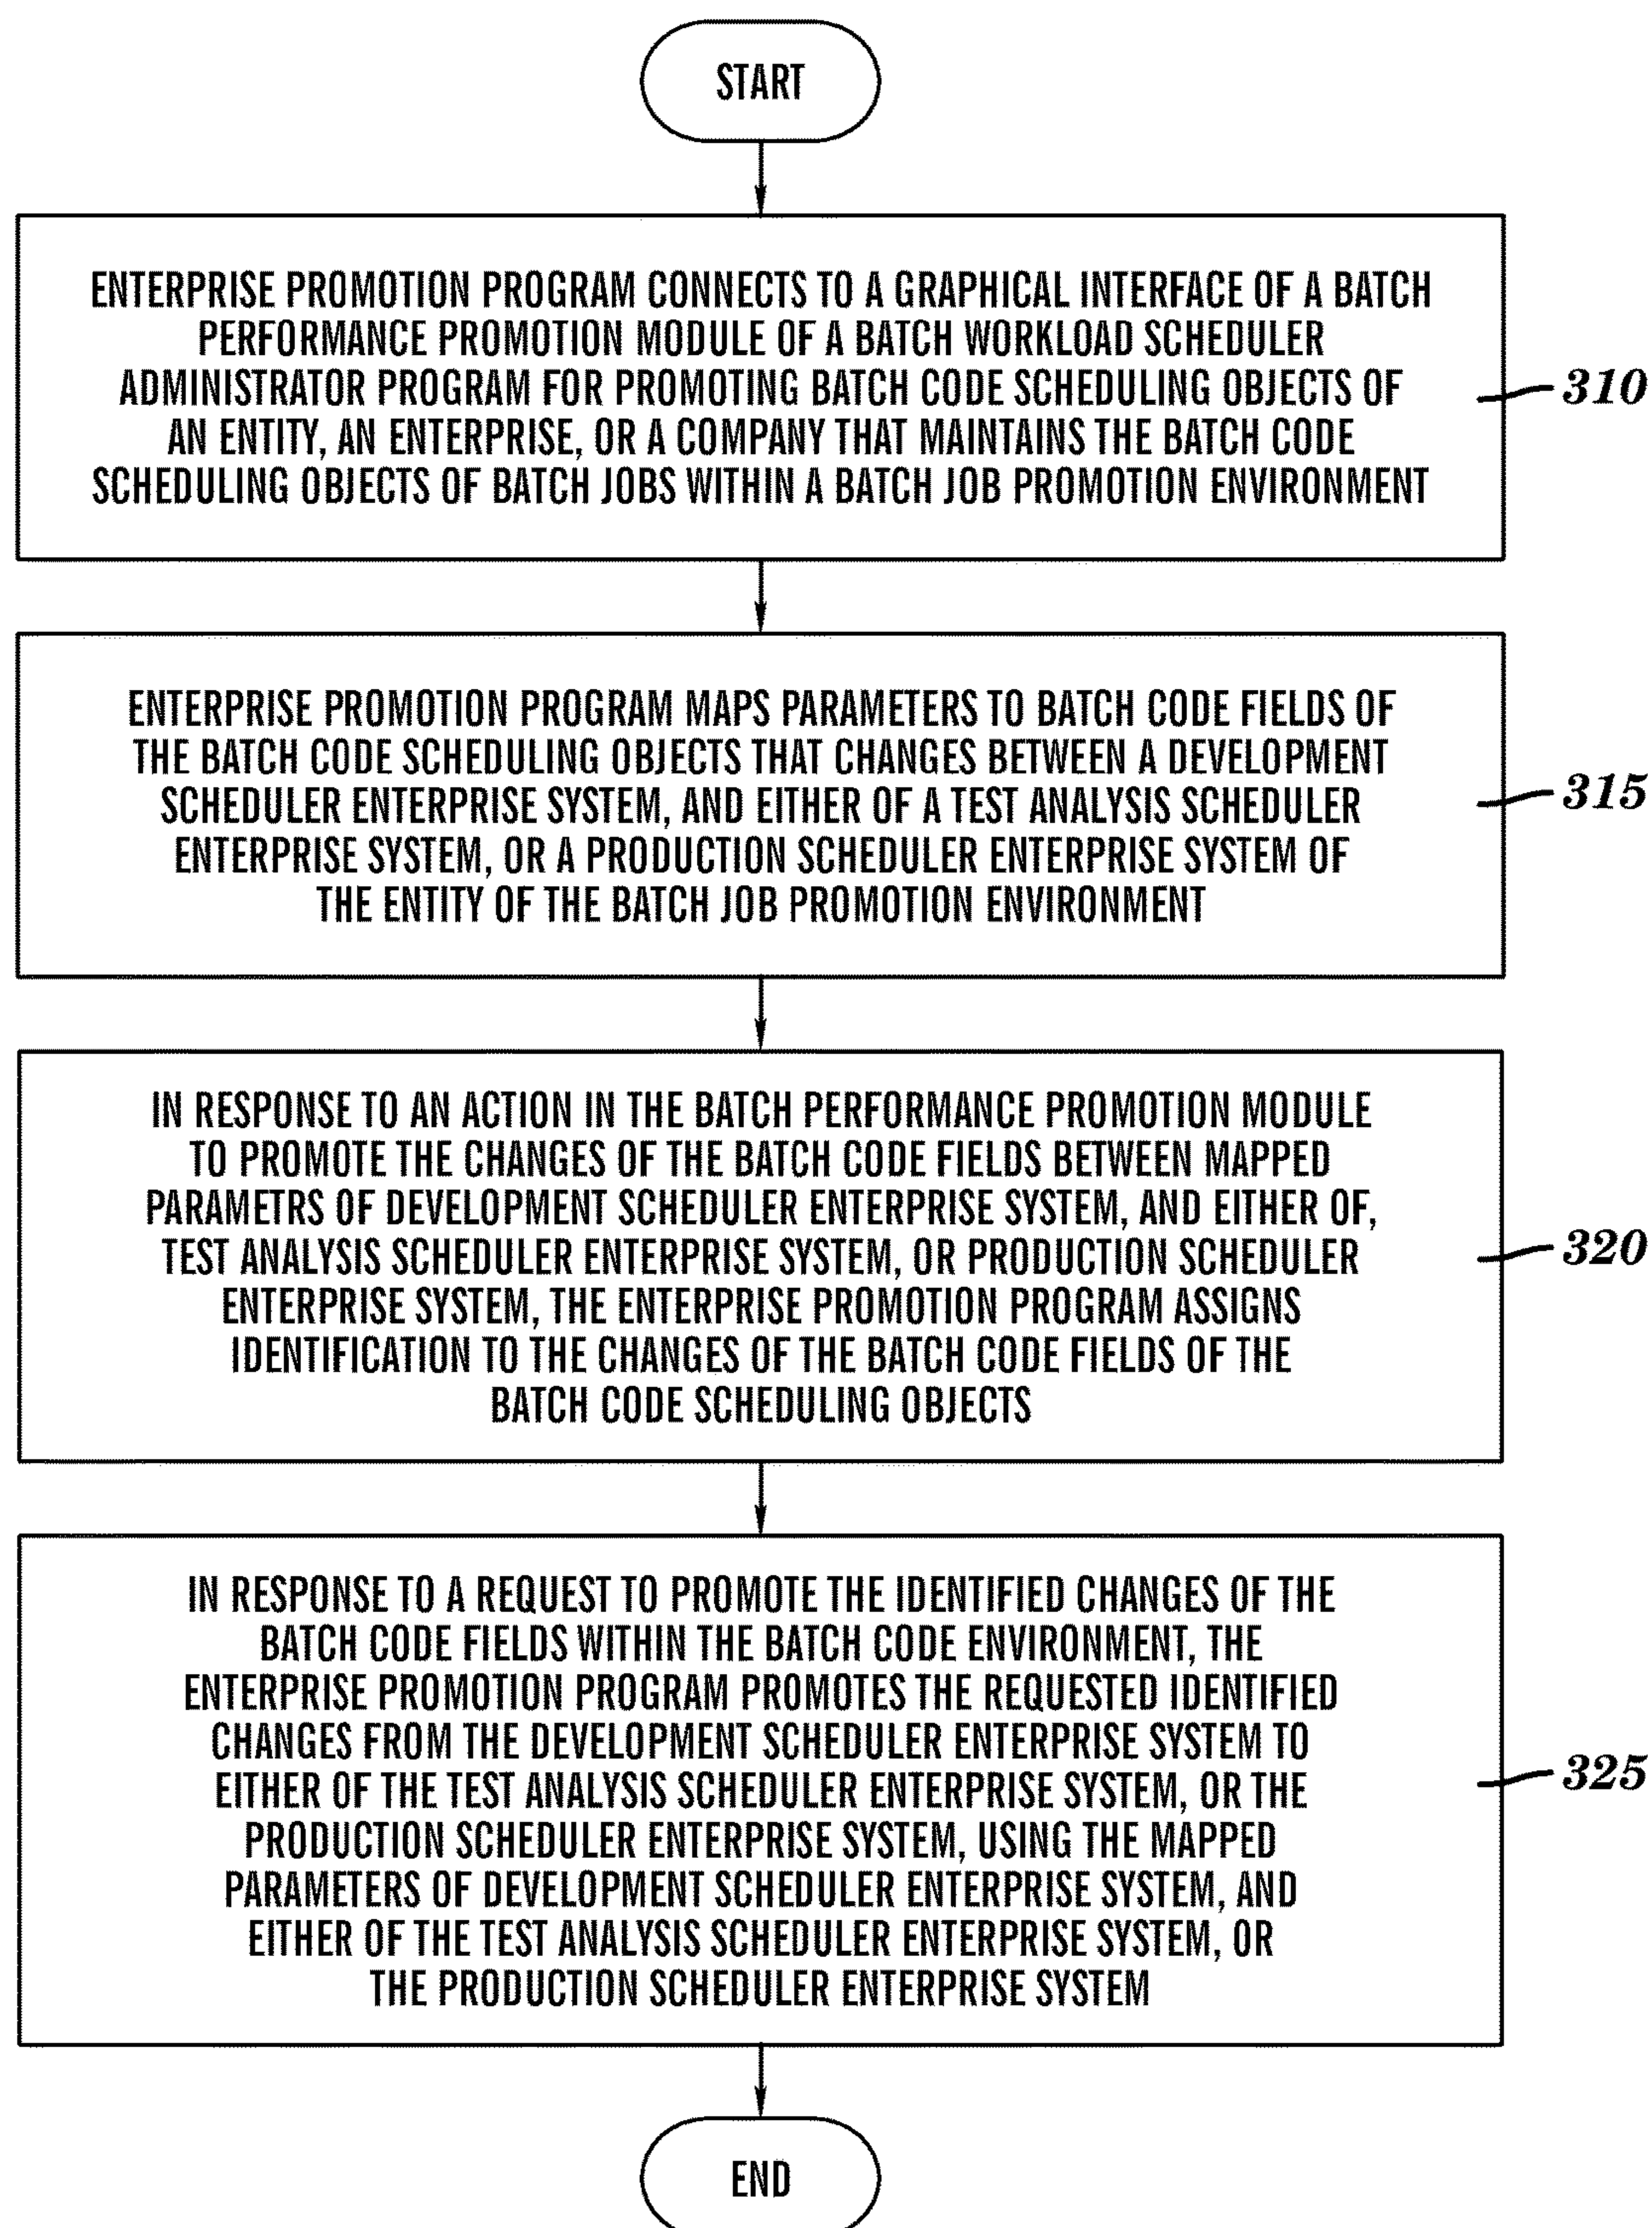 START
ENTERPRISE PROMOTION PROGRAM CONNECTS TO A GRAPHICAL INTERFACE OF A BATCH
PERFORMANCE PROMOTION MODULE OF A BATCH WORKLOAD SCHEDULER
ADMINISTRATOR PROGRAM FOR PROMOTING BATCH CODE SCHEDULING OBJECTS OF
AN ENTITY, AN ENTERPRISE, OR A COMPANY THAT MAINTAINS THE BATCH CODE
SCHEDULING OBJECTS OF BATCH JOBS WITHIN A BATCH JOB PROMOTION ENVIRONMENT
310
ENTERPRISE PROMOTION PROGRAM MAPS PARAMETERS TO BATCH CODE FIELDS OF
THE BATCH CODE SCHEDULING OBJECTS THAT CHANGES BETWEEN A DEVELOPMENT
SCHEDULER ENTERPRISE SYSTEM, AND EITHER OF A TEST ANALYSIS SCHEDULER
ENTERPRISE SYSTEM, OR A PRODUCTION SCHEDULER ENTERPRISE SYSTEM OF
THE ENTITY OF THE BATCH JOB PROMOTION ENVIRONMENT
315
IN RESPONSE TO AN ACTION IN THE BATCH PERFORMANCE PROMOTION MODULE
TO PROMOTE THE CHANGES OF THE BATCH CODE FIELDS BETWEEN MAPPED
PARAMETRS OF DEVELOPMENT SCHEDULER ENTERPRISE SYSTEM, AND EITHER OF,
TEST ANALYSIS SCHEDULER ENTERPRISE SYSTEM, OR PRODUCTION SCHEDULER
ENTERPRISE SYSTEM, THE ENTERPRISE PROMOTION PROGRAM ASSIGNS
IDENTIFICATION TO THE CHANGES OF THE BATCH CODE FIELDS OF THE
BATCH CODE SCHEDULING OBJECTS
320
IN RESPONSE TO A REQUEST TO PROMOTE THE IDENTIFIED CHANGES OF THE
BATCH CODE FIELDS WITHIN THE BATCH CODE ENVIRONMENT, THE
ENTERPRISE PROMOTION PROGRAM PROMOTES THE REQUESTED IDENTIFIED
CHANGES FROM THE DEVELOPMENT SCHEDULER ENTERPRISE SYSTEM TO
EITHER OF THE TEST ANALYSIS SCHEDULER ENTERPRISE SYSTEM, OR THE
PRODUCTION SCHEDULER ENTERPRISE SYSTEM, USING THE MAPPED
PARAMETERS OF DEVELOPMENT SCHEDULER ENTERPRISE SYSTEM, AND
EITHER OF THE TEST ANALYSIS SCHEDULER ENTERPRISE SYSTEM, OR
THE PRODUCTION SCHEDULER ENTERPRISE SYSTEM
325
END